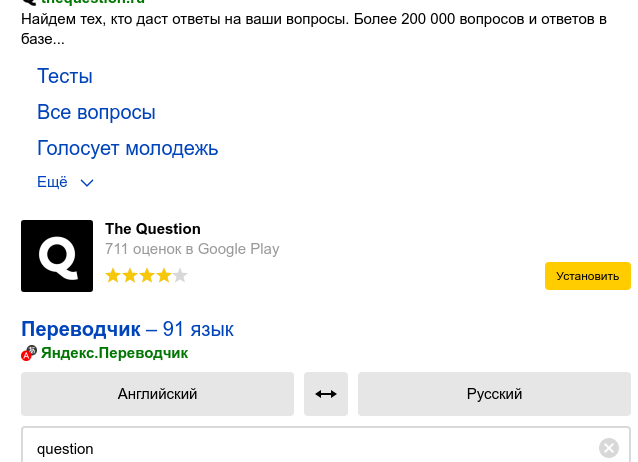 thequestion.ru
Найдем тех, кто даст ответы на ваши вопросы. Более 200 000 вопросов и ответов в
базе...
Тесты
Все вопросы
Голосует молодежь
Ещё
Q
The Question
711 оценок в Google Play
Установить
Переводчик – 91 язык
Яндекс.Переводчик
Английский
Русский
question